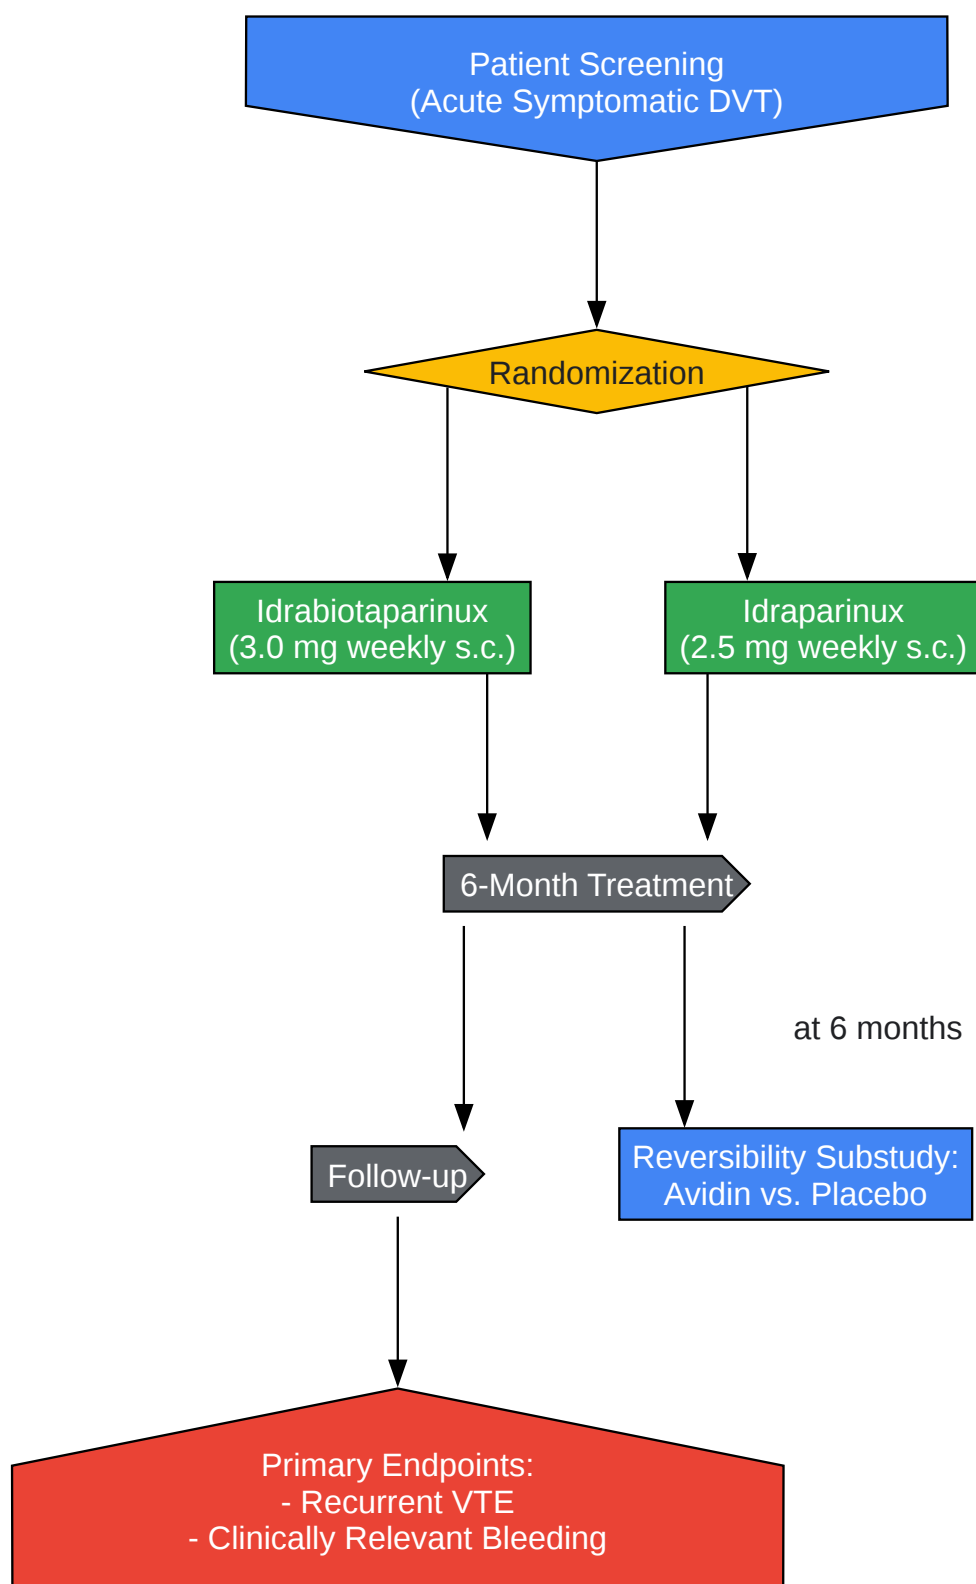 Patient Screening
(Acute Symptomatic DVT)
Randomization
Idrabiotaparinux
(3.0 mg weekly s.c.)
Idraparinux
(2.5 mg weekly s.c.)
6-Month Treatment
at 6 months
Follow-up
Reversibility Substudy:
Avidin vs. Placebo
Primary Endpoints:
- Recurrent VTE
- Clinically Relevant Bleeding